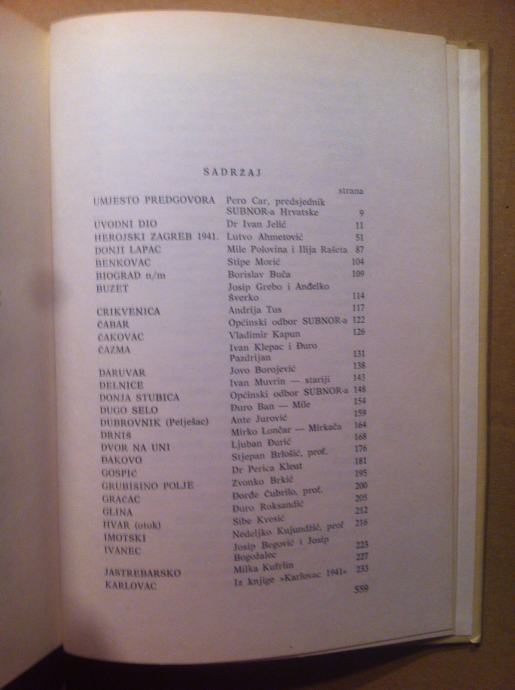 SADRŽAJ
strana
UMJESTO PREDGOVORA Pero Car, predsjednik
SUBNOR-a Hrvatske 9
UVODNI DIO Dr Ivan Jelić 11
HEROJSKI ZAGREB 1941. Lutvo Ahmetović 51
DONJI LAPAC Mile Polovina i Ilija Rašeta 87
BENKOVAC Stipe Morić 104
BIOGRAD n/m Borislav Buča 109
BUZET Josip Grebo i Anđelko
Šverko 114
CRIKVENICA Andrija Tus 117
ČABAR Općinski odbor SUBNOR-a 122
ČAKOVAC Vladimir Kapun 126
ČAZMA Ivan Klepac i Đuro
Pazdrijan 131
DARUVAR Jovo Borojević 138
DELNICE Ivan Muvrin — stariji 143
DONJA STUBICA Općinski odbor SUBNOR-a 148
DUGO SELO Đuro Ban — Mile 154
DUBROVNIK (Pelješac) Ante Jurović 159
DRNIŠ Mirko Lončar — Mirkača 164
DVOR NA UNI Ljuban Đurić 168
ĐAKOVO Stjepan Brlošić, prof. 176
GOSPIĆ Dr Perica Kleut 181
GRUBISINO POLJE Zvonko Brkić 195
GRAČAC Đorđe Čubrilo, prof. 200
GLINA Đuro Roksandić 205
HVAR (otok) Sibe Kvesić 212
IMOTSKI Nedeljko Kujundžić, prof 216
IVANEC Josip Begović i Josip
Bogožalec 223
JASTREBARSKO Milka Kufrlin 227
KARLOVAC Iz knjige »Karlovac 1941« 233
559